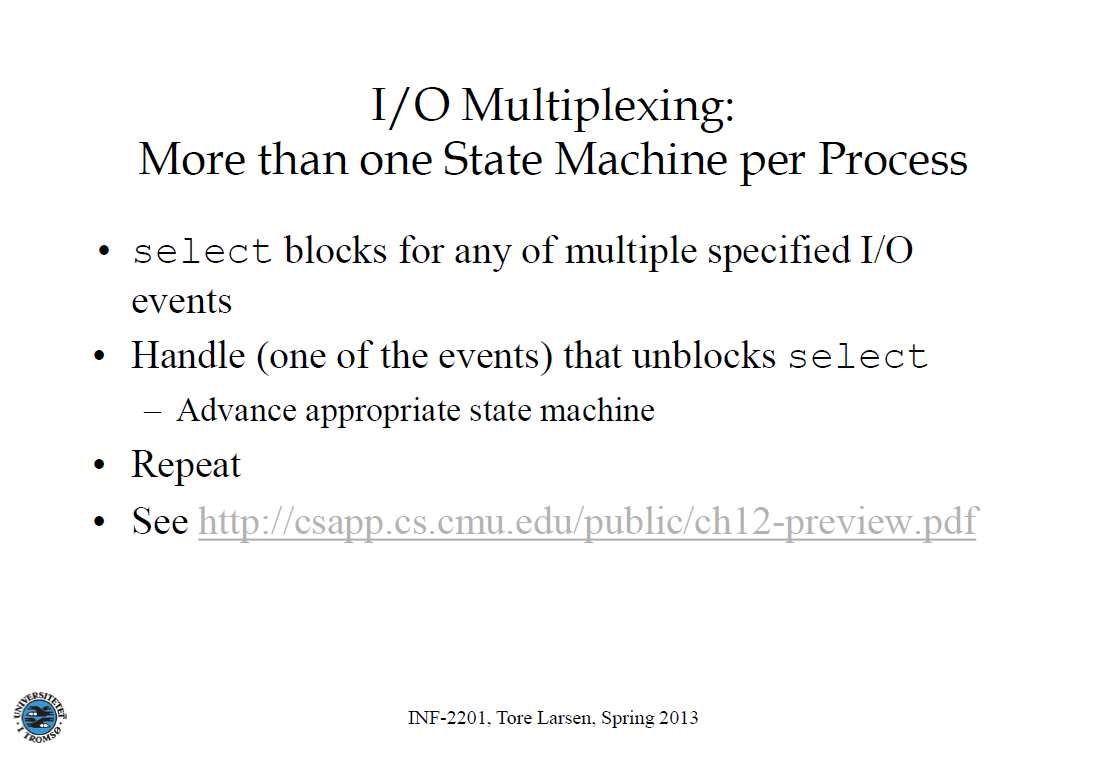 I/O Multiplexing:
More than one State Machine per Process
• select blocks for any of multiple specified I/O
events
• Handle (one of the events) that unblocks select
– Advance appropriate state machine
• Repeat
• See http://csapp.cs.cmu.edu/public/ch12-preview.pdf
UNIVERSITETET
I TROMSØ
INF-2201, Tore Larsen, Spring 2013